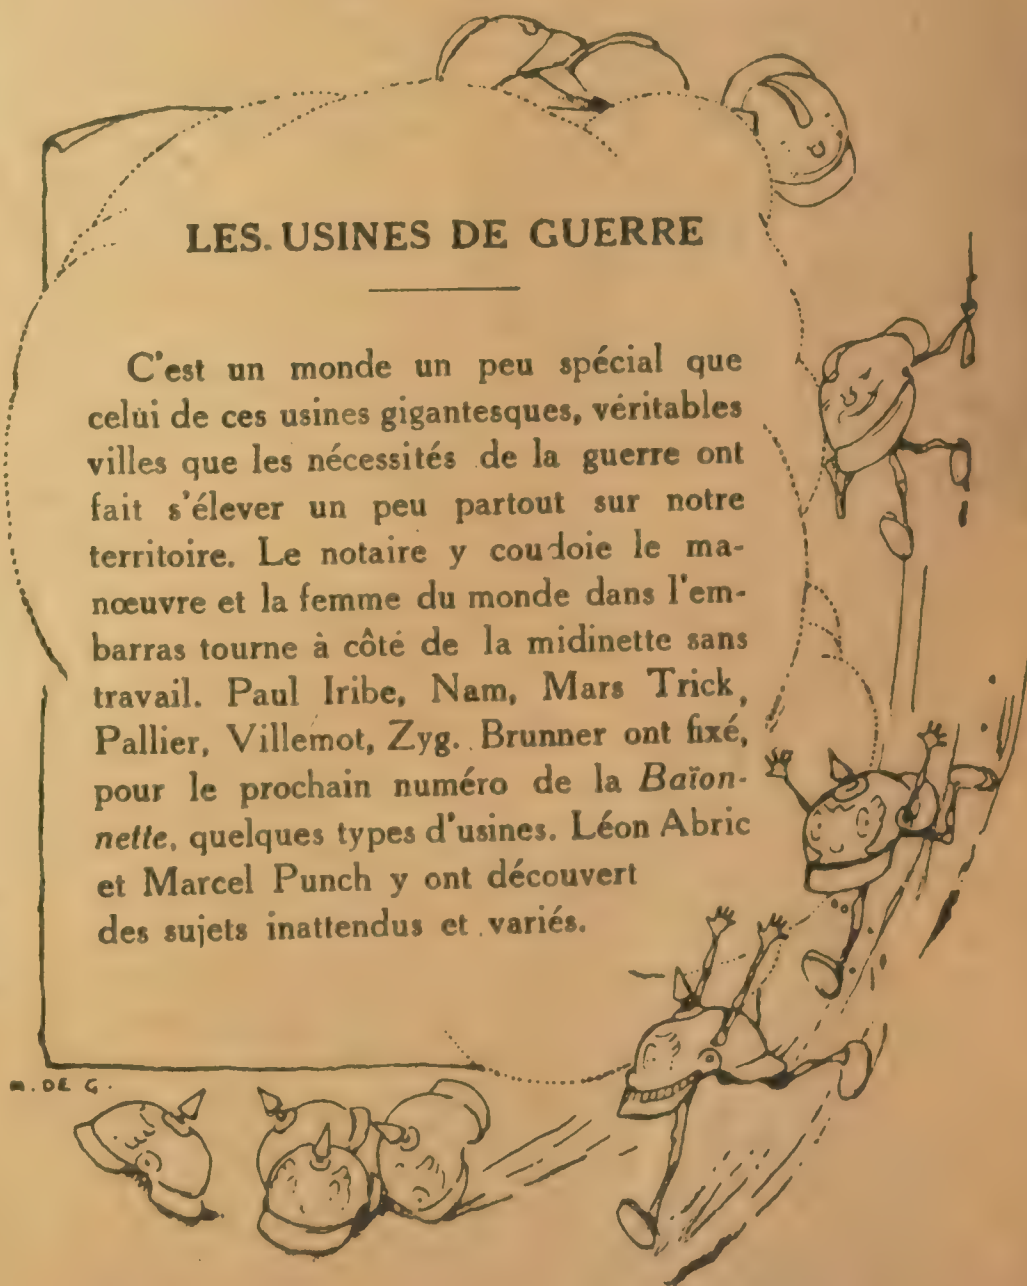 LES USINES DE GUERRE
C'est un monde un peu spécial que
celui de ces usines gigantesques, véritables
villes que les nécessités de la guerre ont
fait s'élever un peu partout sur notre
territoire. Le notaire y coudoie le ma-
nœuvre et la femme du monde dans l'em-
barras tourne à côté de la midinette sans
travail. Paul Iribe, Nam, Mars Trick,
Pallier, Villemot, Zyg. Brunner ont fixé,
pour le prochain numéro de la Baïon-
nette, quelques types d'usines. Léon Abric
et Marcel Punch y ont découvert
des sujets inattendus et variés.
R. DE G.